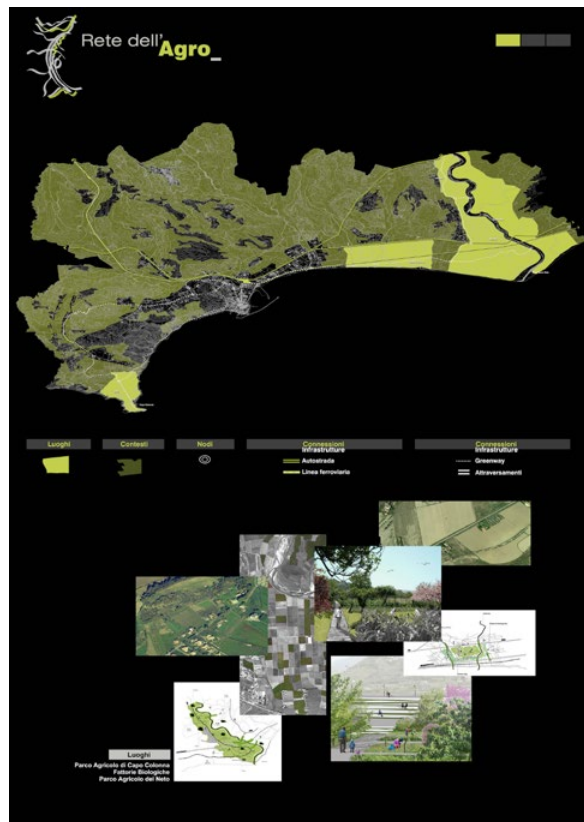 Rete dell'Agro_
Luoghi
Contesti
Nodi
Connessioni
Infrastrutture
Autostrada
Linea ferroviaria
Connessioni
Infrastrutture
Greenway
Attraversamenti
Luoghi
Parco Agricolo di Capo Colonna
Fattorie Biologiche
Parco Agricolo del Neto